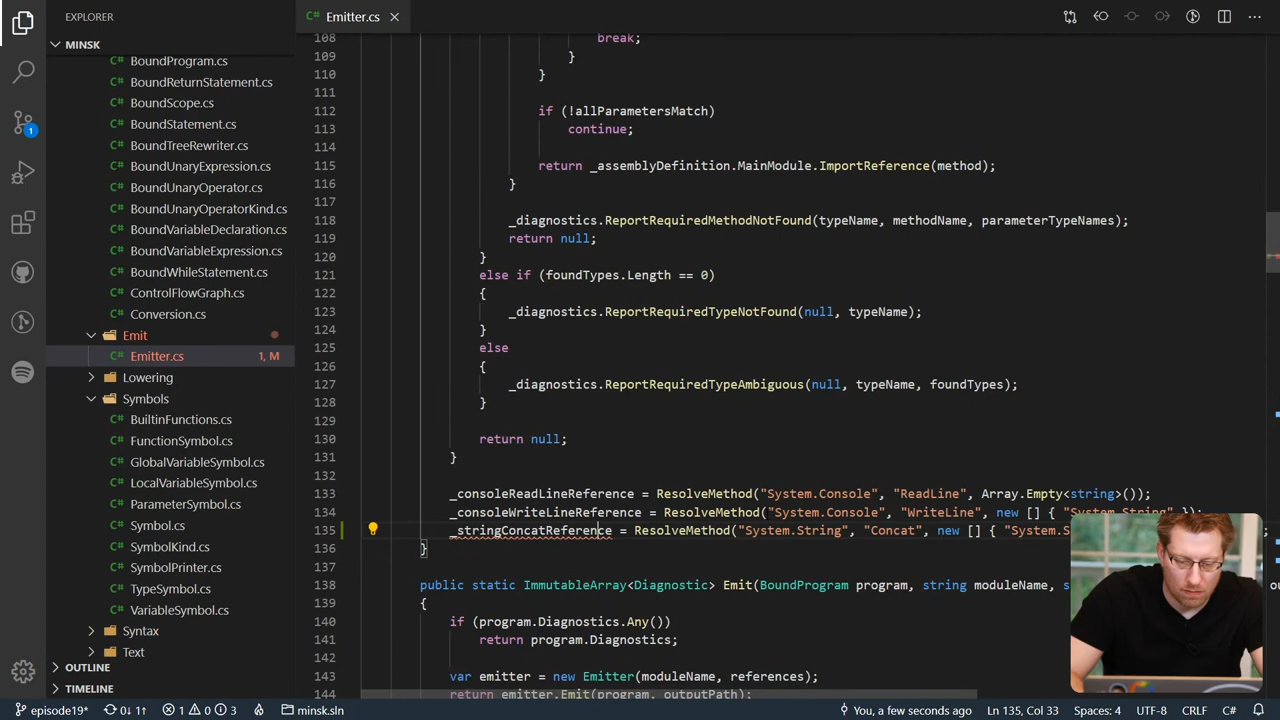 EXPLORER
Emitter.cs
MINSK
BoundProgram.cs
BoundReturnStatement.cs
BoundScope.cs
BoundStatement.cs
BoundTreeRewriter.cs
BoundUnaryExpression.cs
BoundUnaryOperator.cs
BoundUnaryOperatorKind.cs
BoundVariableDeclaration.cs
BoundVariableExpression.cs
BoundWhileStatement.cs
ControlFlowGraph.cs
Conversion.cs
Emit
Emitter.cs 1, M
Lowering
Symbols
BuiltinFunctions.cs
FunctionSymbol.cs
GlobalVariableSymbol.cs
LocalVariableSymbol.cs
ParameterSymbol.cs
Symbol.cs
SymbolKind.cs
SymbolPrinter.cs
TypeSymbol.cs
VariableSymbol.cs
Syntax
Text
OUTLINE
TIMELINE
108 break;
109 }
110 }
111
112 if (!allParametersMatch)
113 continue;
114
115 return _assemblyDefinition.MainModule.ImportReference(method);
116 }
117
118 _diagnostics.ReportRequiredMethodNotFound(typeName, methodName, parameterTypeNames);
119 return null;
120 }
121 else if (foundTypes.Length == 0)
122 {
123 _diagnostics.ReportRequiredTypeNotFound(null, typeName);
124 }
125 else
126 {
127 _diagnostics.ReportRequiredTypeAmbiguous(null, typeName, foundTypes);
128 }
129
130 return null;
131 }
132
133 _consoleReadLineReference = ResolveMethod("System.Console", "ReadLine", Array.Empty<string>());
134 _consoleWriteLineReference = ResolveMethod("System.Console", "WriteLine", new [] { "System.String" });
135 _stringConcatReference = ResolveMethod("System.String", "Concat", new [] { "System.S
136 }
137
138 public static ImmutableArray<Diagnostic> Emit(BoundProgram program, string moduleName, s
139 {
140 if (program.Diagnostics.Any())
141 return program.Diagnostics;
142
143 var emitter = new Emitter(moduleName, references);
144 return emitter.Emit(program, outputPath);
episode19* 0↓ 1↑ 1 0 3 minsk.sln You, a few seconds ago Ln 135, Col 33 Spaces: 4 UTF-8 CRLF C#